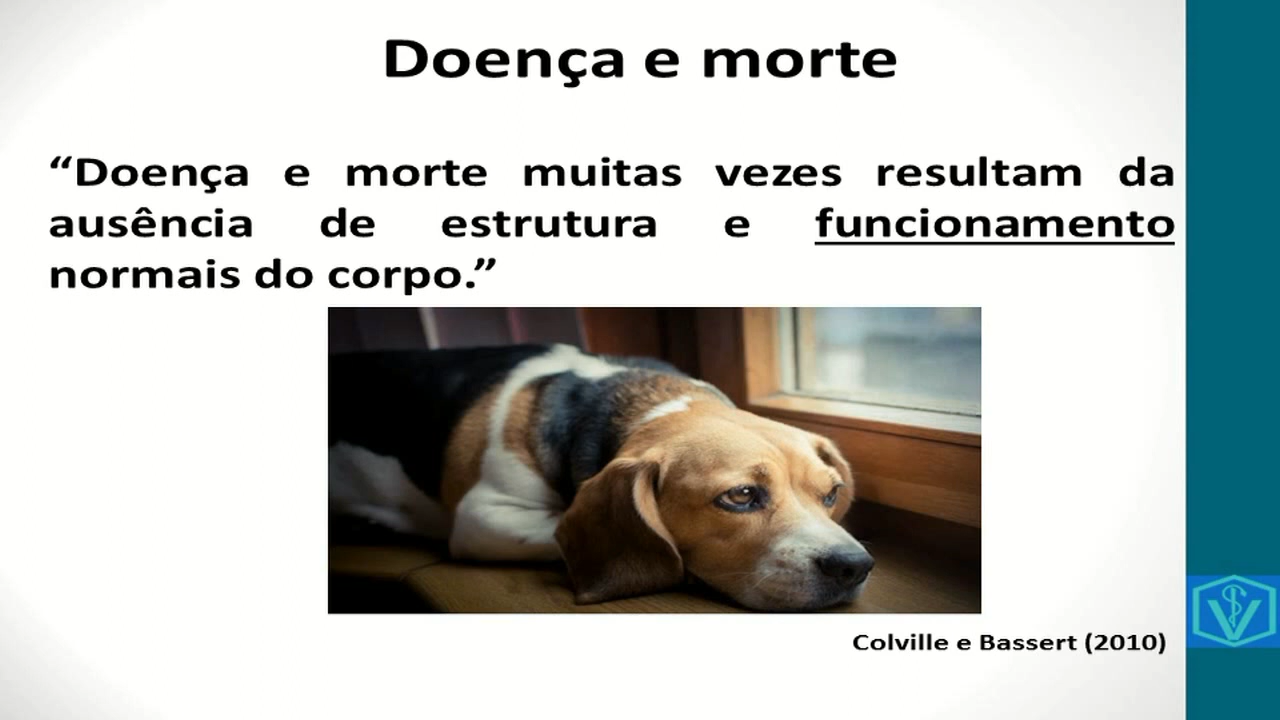 Doença e morte
“Doença e morte muitas vezes resultam da
ausência de estrutura e funcionamento
normais do corpo.”
Colville e Bassert (2010)